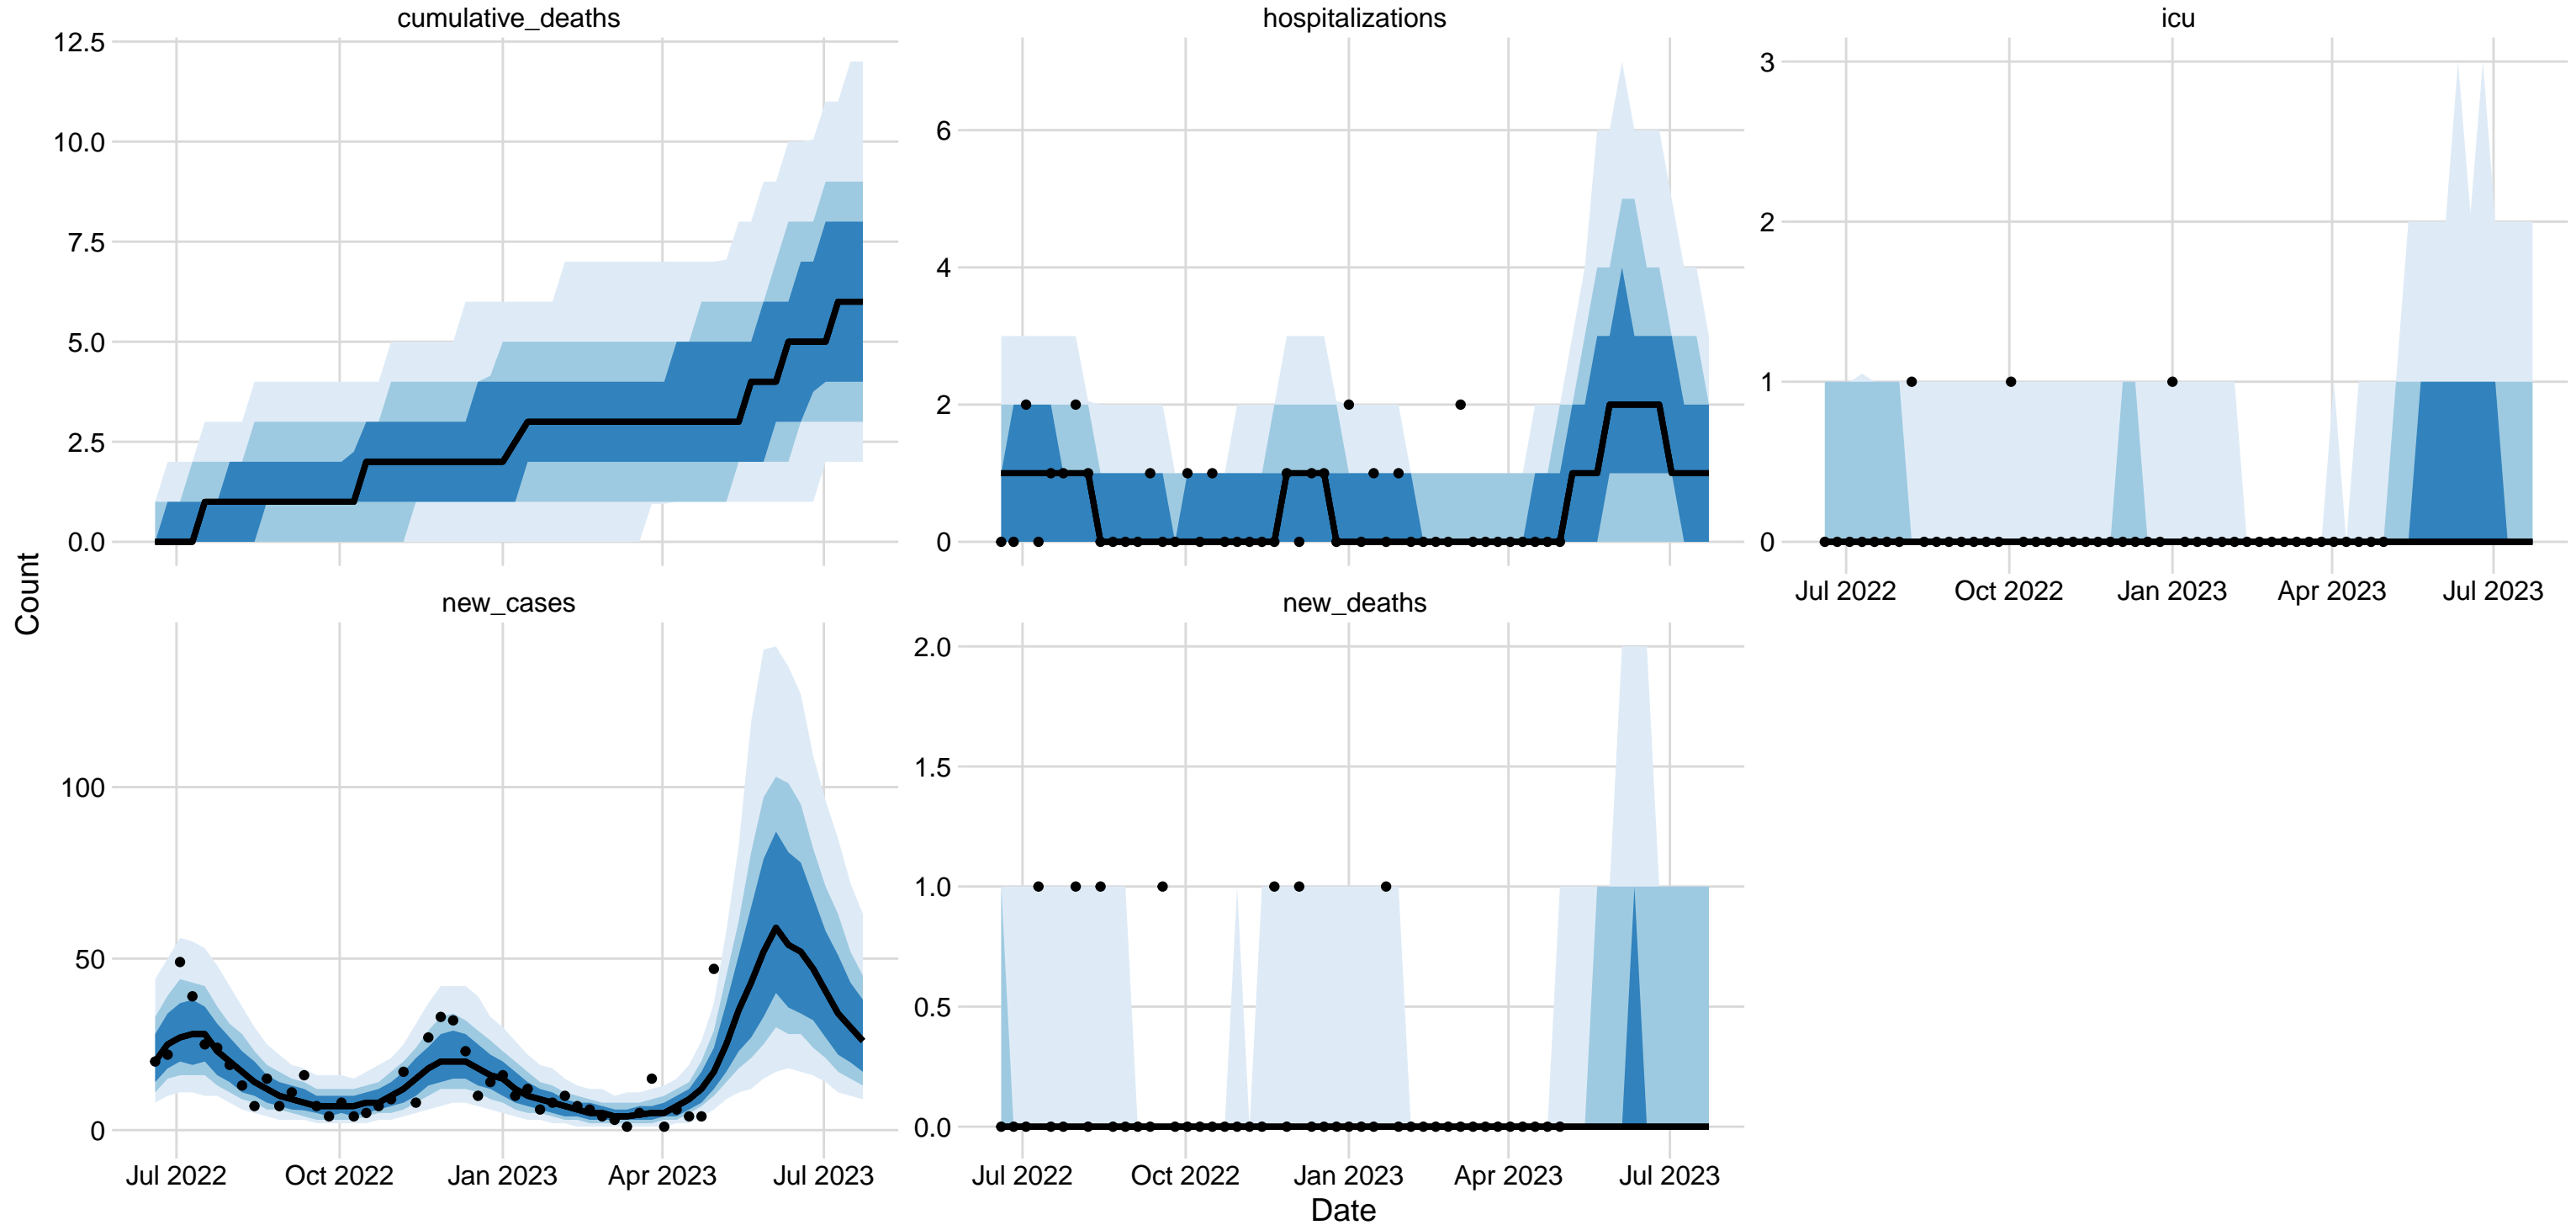 cumulative_deaths
hospitalizations
icu
12.5
10.0
7.5
5.0
2.5
0.0
6
4
2
0
3
2
1
0
Jul 2022 Oct 2022 Jan 2023 Apr 2023 Jul 2023
Count
new_cases
new_deaths
100
50
0
2.0
1.5
1.0
0.5
0.0
Jul 2022 Oct 2022 Jan 2023 Apr 2023 Jul 2023
Jul 2022 Oct 2022 Jan 2023 Apr 2023 Jul 2023
Date